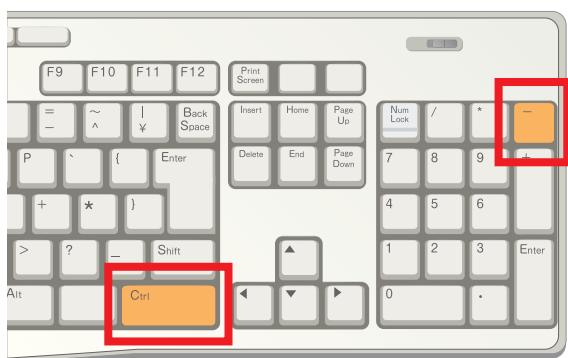 F9 F10 F11 F12 Print
Screen
= ~ | Back Insert Home Page Num / * -
- ^ ¥ Space Up Lock
P ` { Enter Delete End Page 7 8 9 +
Down
+ * } 4 5 6
> ? _ Shift 1 2 3 Enter
Alt Ctrl 0 .